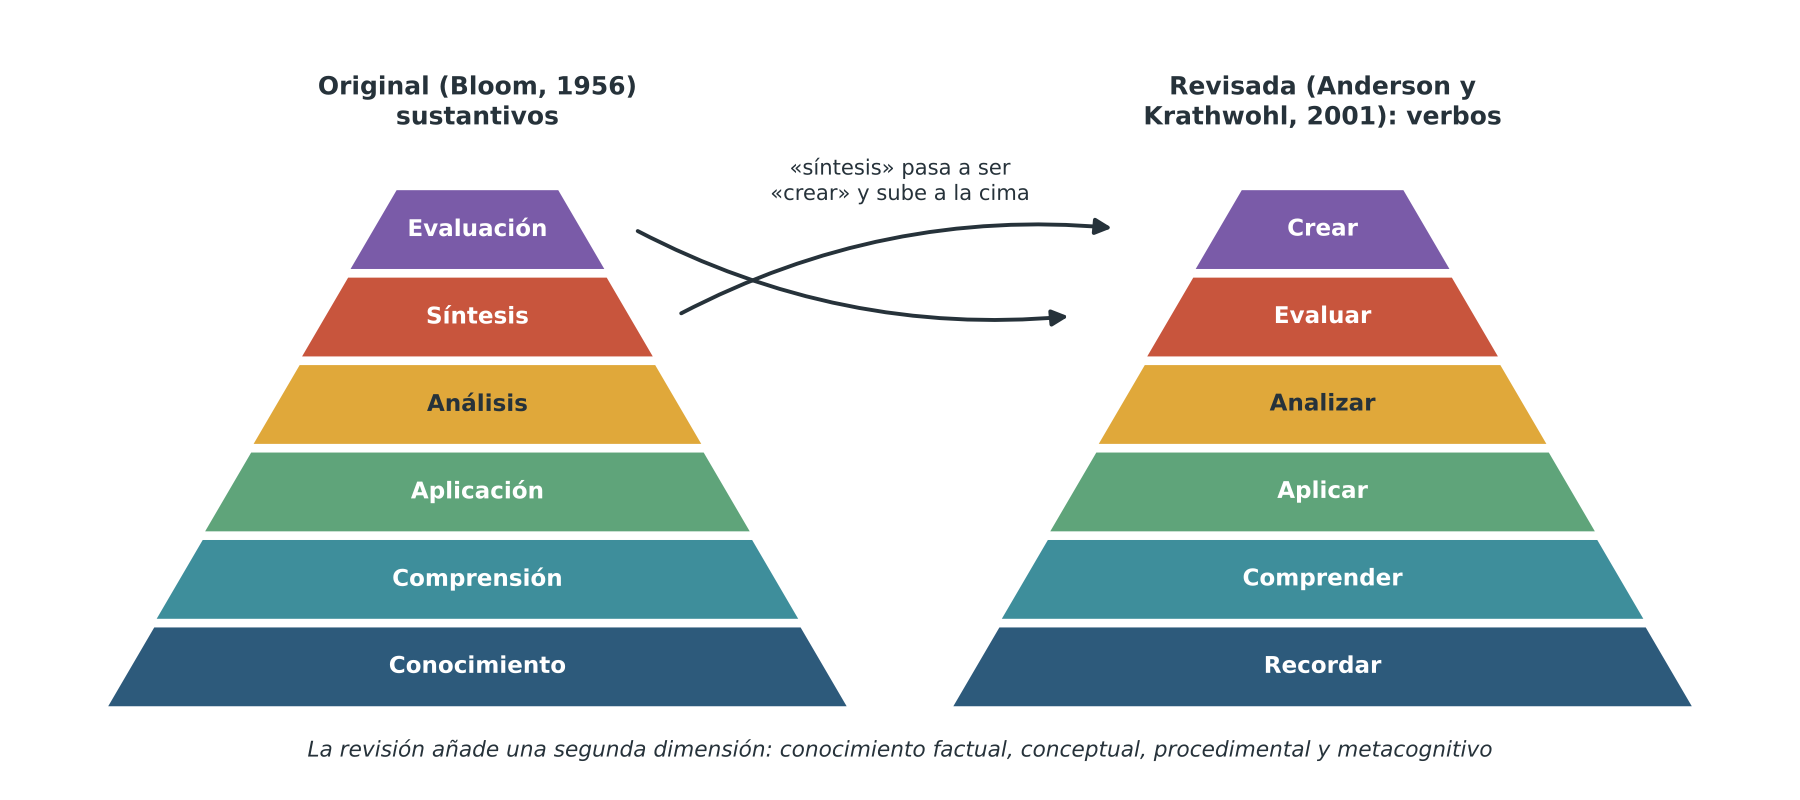 Original (Bloom, 1956)
sustantivos
Revisada (Anderson y
Krathwohl, 2001): verbos
«síntesis» pasa a ser
«crear» y sube a la cima
Evaluación
Síntesis
Análisis
Aplicación
Comprensión
Conocimiento
Crear
Evaluar
Analizar
Aplicar
Comprender
Recordar
La revisión añade una segunda dimensión: conocimiento factual, conceptual, procedimental y metacognitivo